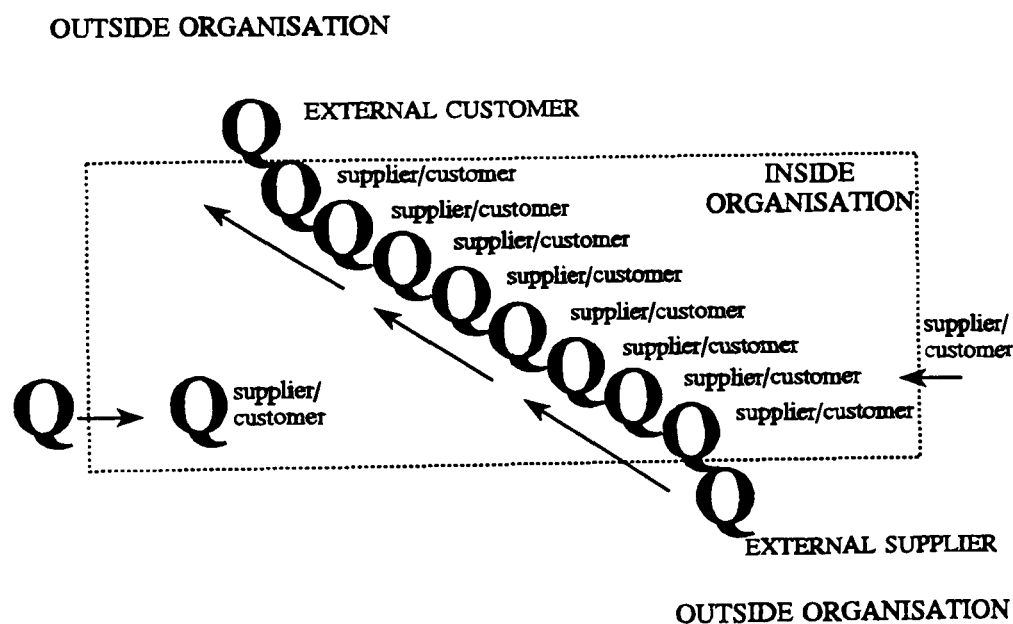 OUTSIDE ORGANISATION
Q EXTERNAL CUSTOMER
Q supplier/customer
INSIDE
ORGANISATION
Q supplier/customer
Q supplier/customer
Q supplier/customer
Q supplier/customer
Q supplier/customer
Q supplier/customer
Q supplier/customer
supplier/
customer
Q
Q supplier/
customer
Q
EXTERNAL SUPPLIER
OUTSIDE ORGANISATION